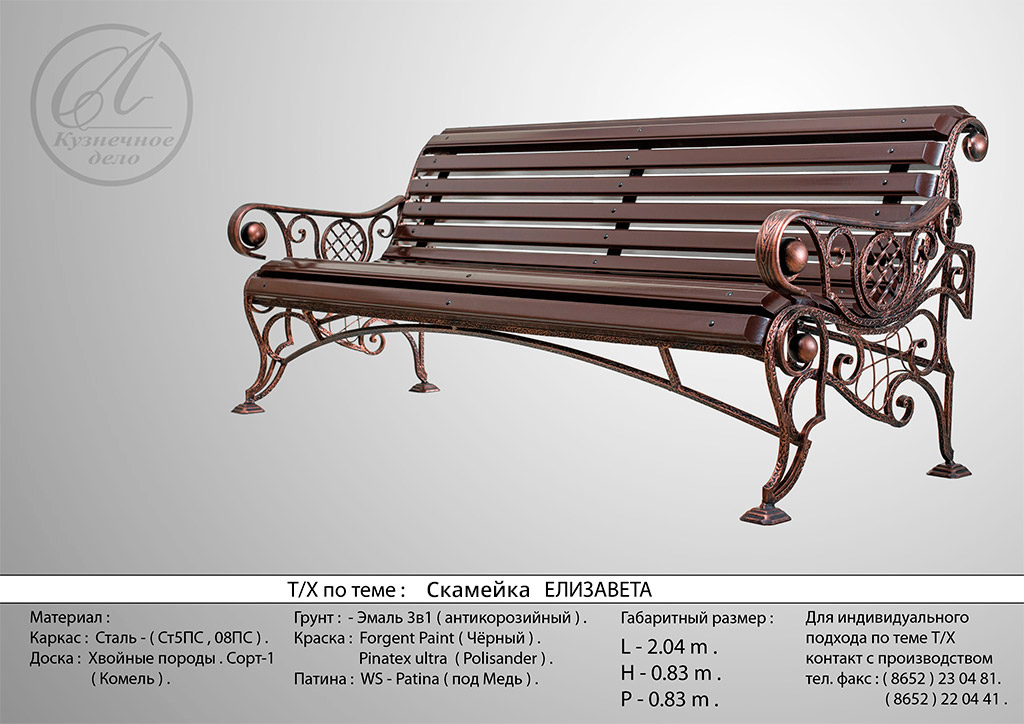 Кузнечное
дело
Т/Х по теме : Скамейка ЕЛИЗАВЕТА
Материал :
Каркас : Сталь - ( Ст5ПС , 08ПС ) .
Доска : Хвойные породы . Сорт-1
( Комель ) .
Грунт : - Эмаль 3в1 ( антикорозийный ) .
Краска : Forgent Paint ( Чёрный ) .
Pinatex ultra ( Polisander ) .
Патина : WS - Patina ( под Медь ) .
Габаритный размер :
L - 2.04 m .
H - 0.83 m .
P - 0.83 m .
Для индивидуального
подхода по теме Т/Х
контакт с производством
тел. факс : ( 8652 ) 23 04 81.
( 8652 ) 22 04 41 .